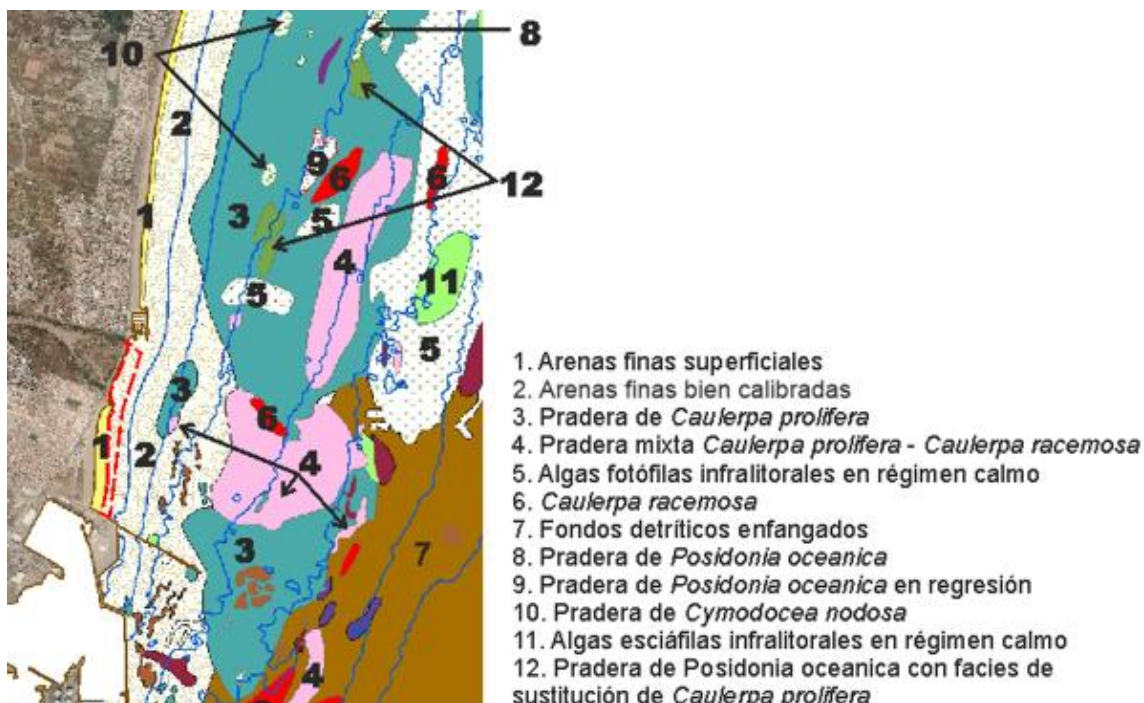 10
8
2
9
6
6
12
1
3
5
4
11
5
5
3
6
1
2
4
3
7
4
1. Arenas finas superficiales
2. Arenas finas bien calibradas
3. Pradera de Caulerpa prolifera
4. Pradera mixta Caulerpa prolifera - Caulerpa racemosa
5. Algas fotófilas infralitorales en régimen calmo
6. Caulerpa racemosa
7. Fondos detríticos enfangados
8. Pradera de Posidonia oceanica
9. Pradera de Posidonia oceanica en regresión
10. Pradera de Cymodocea nodosa
11. Algas esciáfilas infralitorales en régimen calmo
12. Pradera de Posidonia oceanica con facies de
sustitución de Caulerpa prolifera